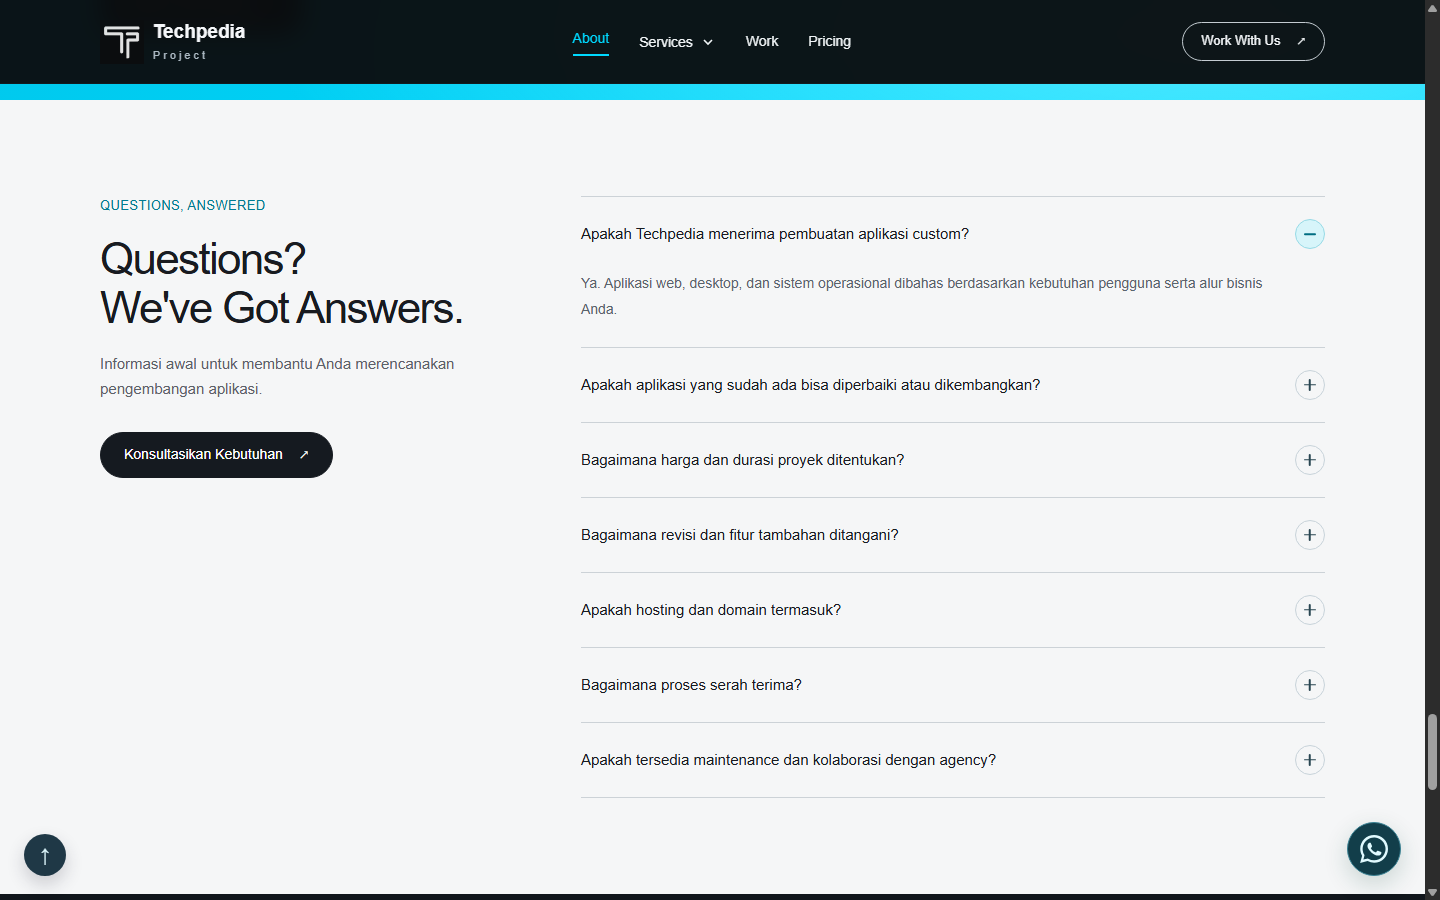 Techpedia
Project
About
Services
Work
Pricing
Work With Us ↗
QUESTIONS, ANSWERED
Questions?
We've Got Answers.
Informasi awal untuk membantu Anda merencanakan
pengembangan aplikasi.
Konsultasikan Kebutuhan ↗
Apakah Techpedia menerima pembuatan aplikasi custom?
Ya. Aplikasi web, desktop, dan sistem operasional dibahas berdasarkan kebutuhan pengguna serta alur bisnis
Anda.
Apakah aplikasi yang sudah ada bisa diperbaiki atau dikembangkan?
Bagaimana harga dan durasi proyek ditentukan?
Bagaimana revisi dan fitur tambahan ditangani?
Apakah hosting dan domain termasuk?
Bagaimana proses serah terima?
Apakah tersedia maintenance dan kolaborasi dengan agency?